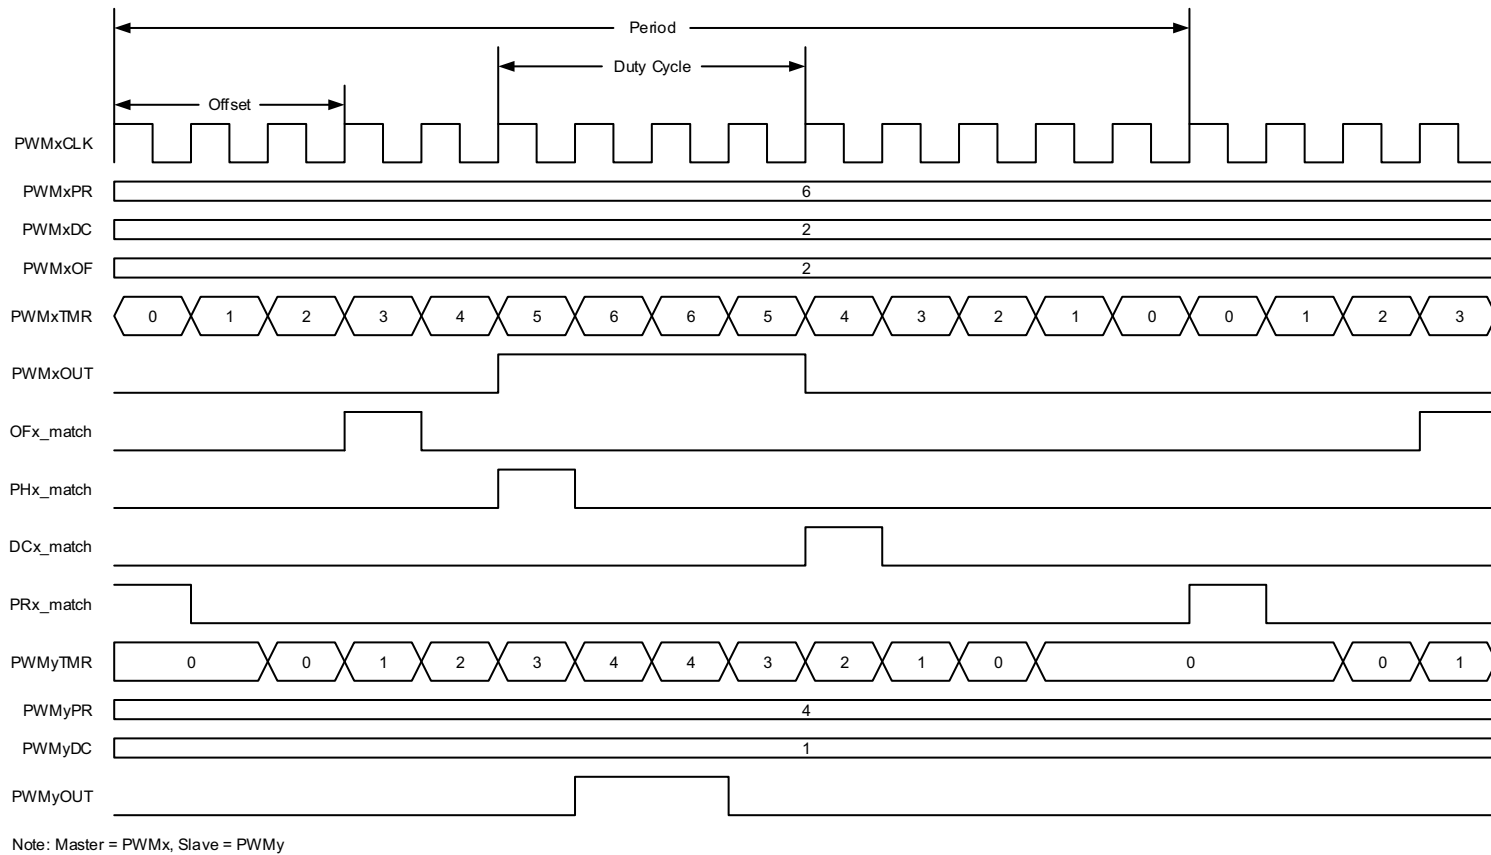 Period
Duty Cycle
Offset
PWMxCLK
PWMxPR 6
PWMxDC 2
PWMxOF 2
PWMxTMR 0 1 2 3 4 5 6 6 5 4 3 2 1 0 0 1 2 3
PWMxOUT
OFx_match
PHx_match
DCx_match
PRx_match
PWMyTMR 0 0 1 2 3 4 4 3 2 1 0 0 0 1
PWMyPR 4
PWMyDC 1
PWMyOUT
Note: Master = PWMx, Slave = PWMy